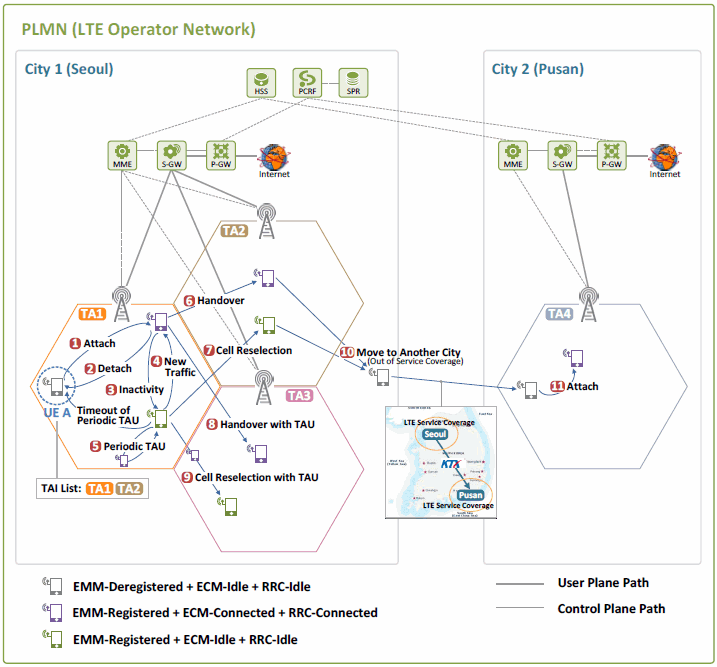 PLMN (LTE Operator Network)
City 1 (Seoul)
City 2 (Pusan)
HSS
PCRF
SPR
MME
S-GW
P-GW
Internet
MME
S-GW
P-GW
Internet
TA2
TA1
TA4
TA3
6 Handover
1 Attach
2 Detach
4 New
Traffic
7 Cell Reselection
10 Move to Another City
(Out of Service Coverage)
3 Inactivity
11 Attach
UE A
Timeout of
Periodic TAU
5 Periodic TAU
8 Handover with TAU
9 Cell Reselection with TAU
TAI List: TA1 TA2
LTE Service Coverage
Seoul
KTX
Pusan
LTE Service Coverage
EMM-Deregistered + ECM-Idle + RRC-Idle
EMM-Registered + ECM-Connected + RRC-Connected
EMM-Registered + ECM-Idle + RRC-Idle
User Plane Path
Control Plane Path